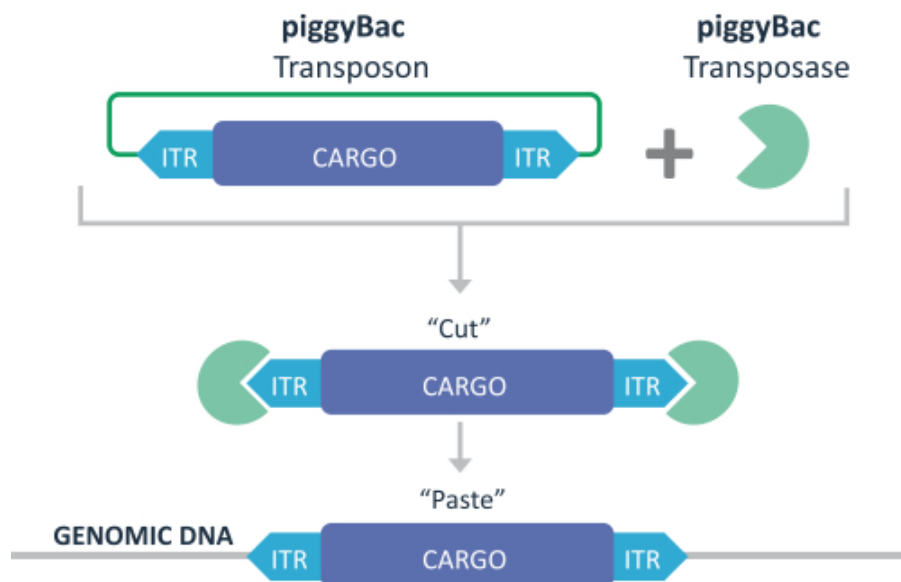 piggyBac piggyBac
Transposon Transposase
ITR CARGO ITR
“Cut”
ITR CARGO ITR
“Paste”
GENOMIC DNA ITR CARGO ITR